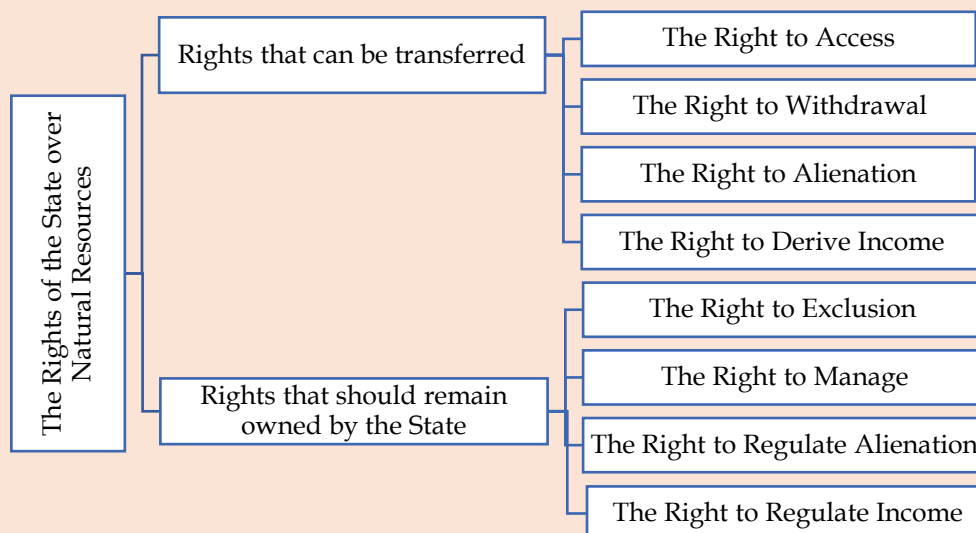 The Rights of the State over
Natural Resources
Rights that can be transferred
The Right to Access
The Right to Withdrawal
The Right to Alienation
The Right to Derive Income
Rights that should remain
owned by the State
The Right to Exclusion
The Right to Manage
The Right to Regulate Alienation
The Right to Regulate Income